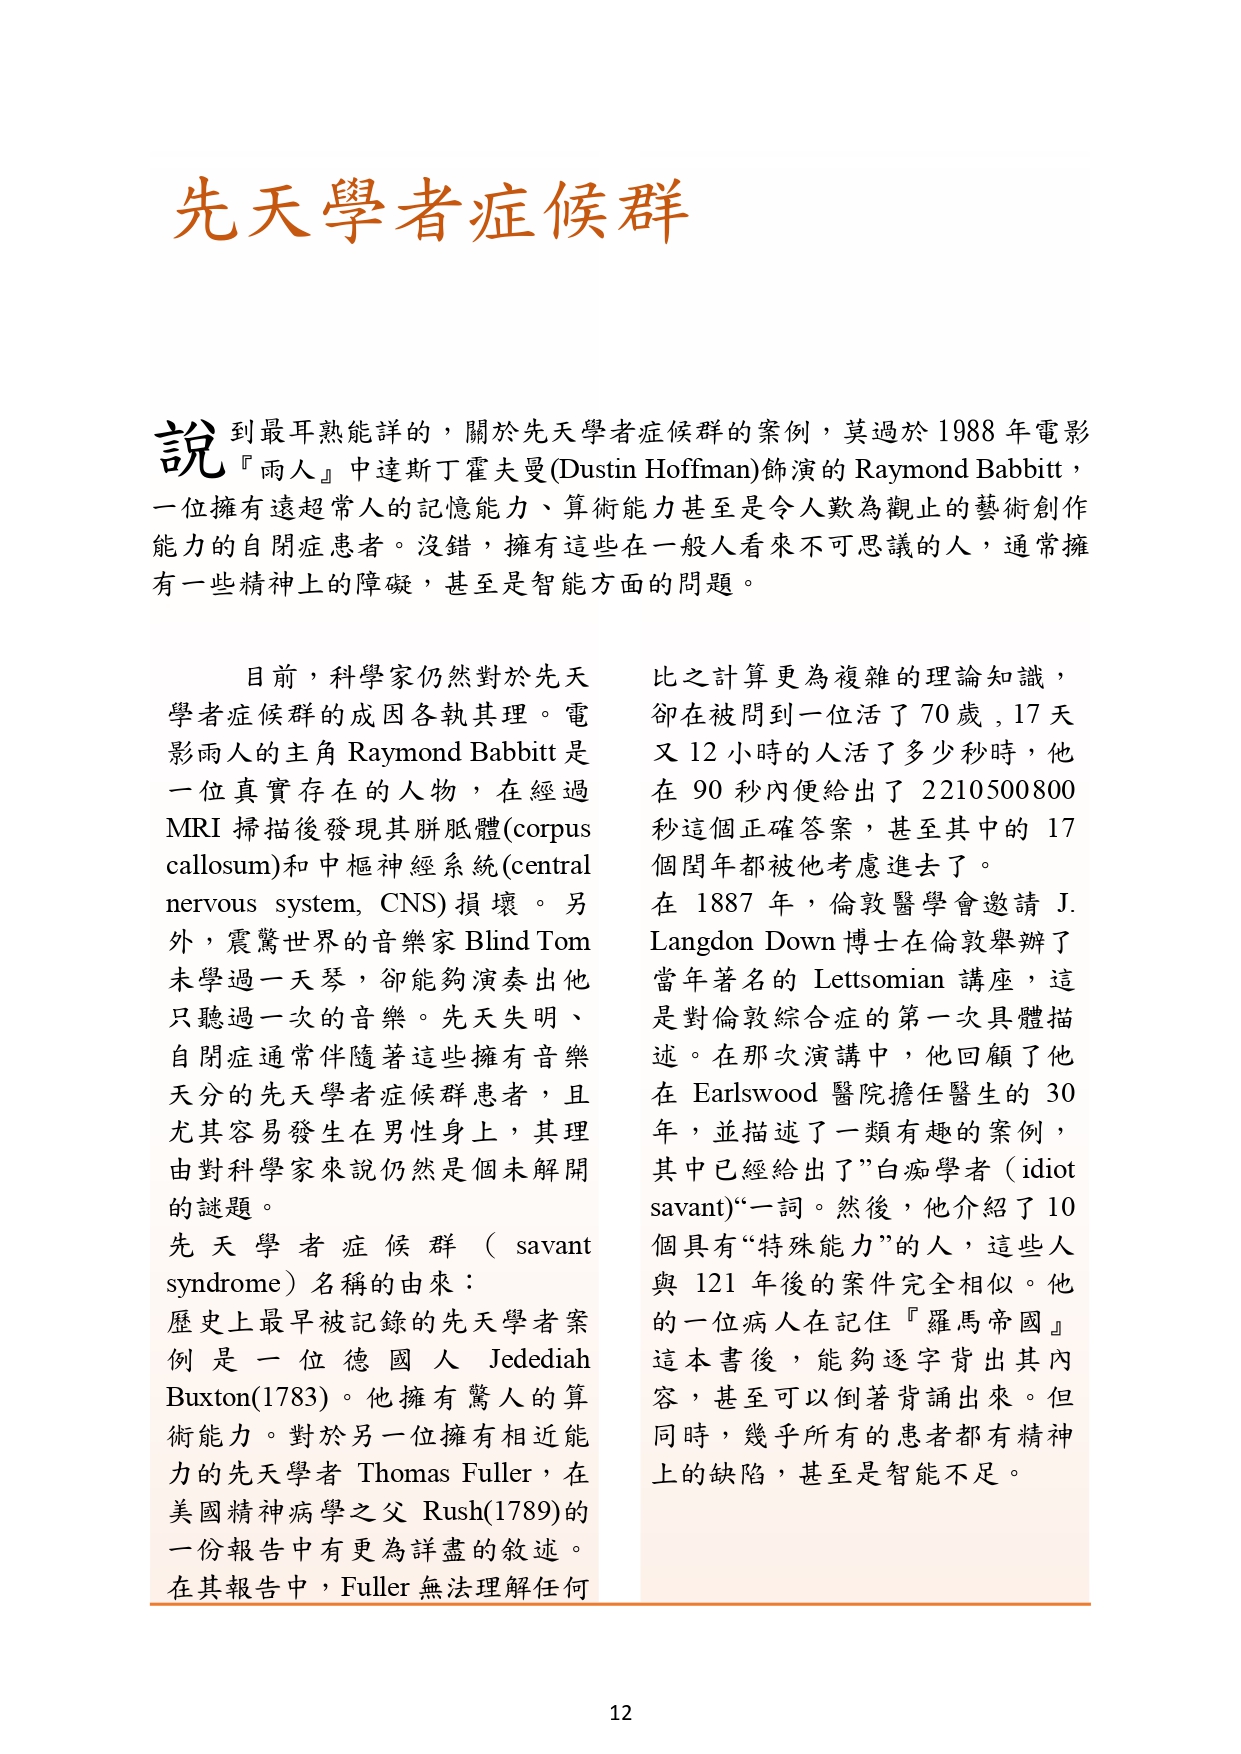 先天學者症候群
說到最耳熟能詳的，關於先天學者症候群的案例，莫過於 1988 年電影
『雨人』中達斯丁霍夫曼(Dustin Hoffman)飾演的 Raymond Babbitt，
一位擁有遠超常人的記憶能力、算術能力甚至是令人歎為觀止的藝術創作
能力的自閉症患者。沒錯，擁有這些在一般人看來不可思議的人，通常擁
有一些精神上的障礙，甚至是智能方面的問題。
目前，科學家仍然對於先天
學者症候群的成因各執其理。電
影雨人的主角 Raymond Babbitt 是
一位真實存在的人物，在經過
MRI 掃描後發現其胼胝體(corpus
callosum)和中樞神經系統(central
nervous system, CNS)損壞。另
外，震驚世界的音樂家 Blind Tom
未學過一天琴，卻能夠演奏出他
只聽過一次的音樂。先天失明、
自閉症通常伴隨著這些擁有音樂
天分的先天學者症候群患者，且
尤其容易發生在男性身上，其理
由對科學家來說仍然是個未解開
的謎題。
先天學者症候群（savant
syndrome）名稱的由來：
歷史上最早被記錄的先天學者案
例是一位德國人 Jedediah
Buxton(1783)。他擁有驚人的算
術能力。對於另一位擁有相近能
力的先天學者 Thomas Fuller，在
美國精神病學之父 Rush(1789)的
一份報告中有更為詳盡的敘述。
在其報告中，Fuller 無法理解任何
比之計算更為複雜的理論知識，
卻在被問到一位活了 70 歲 , 17 天
又 12 小時的人活了多少秒時，他
在 90 秒內便給出了 2210500800
秒這個正確答案，甚至其中的 17
個閏年都被他考慮進去了。
在 1887 年，倫敦醫學會邀請 J.
Langdon Down 博士在倫敦舉辦了
當年著名的 Lettsomian 講座，這
是對倫敦綜合症的第一次具體描
述。在那次演講中，他回顧了他
在 Earlswood 醫院擔任醫生的 30
年，並描述了一類有趣的案例，
其中已經給出了”白痴學者（idiot
savant)“一詞。然後，他介紹了 10
個具有“特殊能力”的人，這些人
與 121 年後的案件完全相似。他
的一位病人在記住『羅馬帝國』
這本書後，能夠逐字背出其內
容，甚至可以倒著背誦出來。但
同時，幾乎所有的患者都有精神
上的缺陷，甚至是智能不足。
12